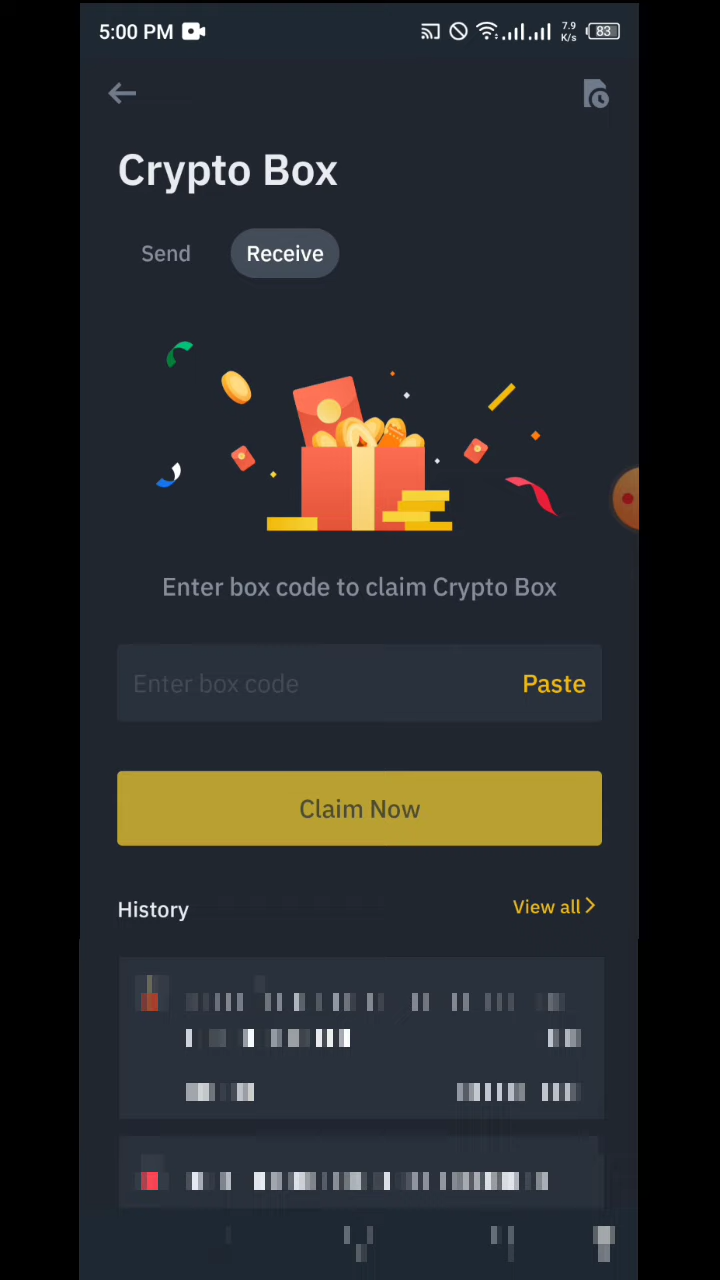 5:00 PM
7.9
K/s
83
Crypto Box
Send
Receive
Enter box code to claim Crypto Box
Enter box code
Paste
Claim Now
History
View all